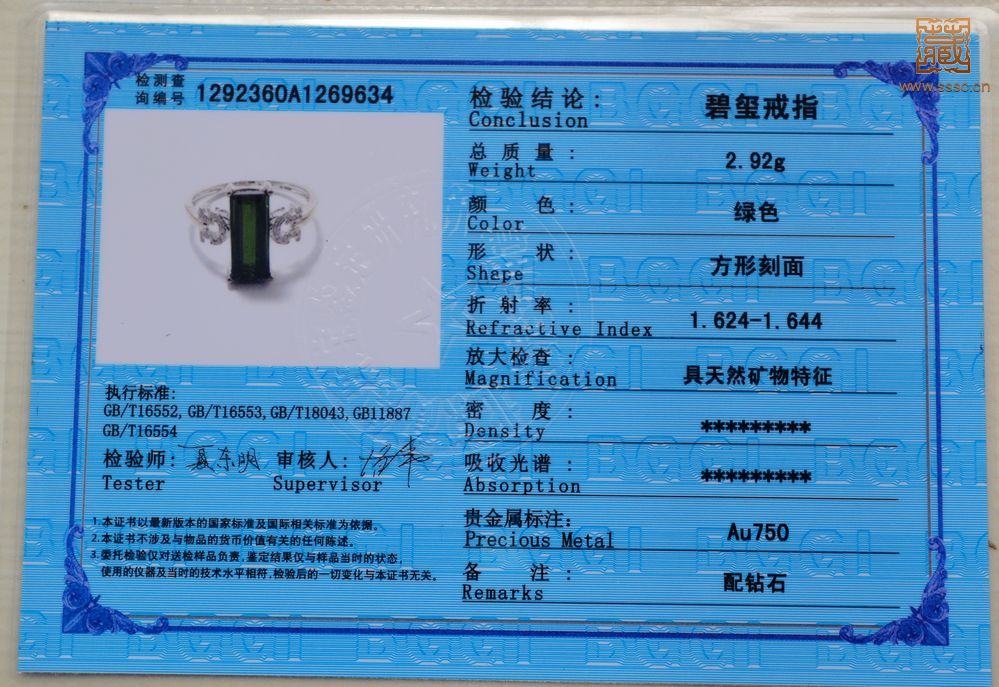 藏
www.sssc.cn
检测查
询编号 1292360A1269634
检验结论: 碧玺戒指
Conclusion
总质量: 2.92g
Weight
颜色: 绿色
Color
形状: 方形刻面
Shape
折射率: 1.624-1.644
Refractive Index
放大检查: 具天然矿物特征
Magnification
密度: *********
Density
吸收光谱: *********
Absorption
贵金属标注: Au750
Precious Metal
备注: 配钻石
Remarks
执行标准:
GB/T16552, GB/T16553, GB/T18043, GB11887
GB/T16554
检验师: 聂东明 审核人:
Tester Supervisor
1.本证书以最新版本的国家标准及国际相关标准为依据。
2.本证书不涉及与物品的货币价值有关的任何陈述。
3.委托检验仅对送检样品负责,鉴定结果仅与样品当时的状态,
使用的仪器及当时的技术水平相符,检验后的一切变化与本证书无关。